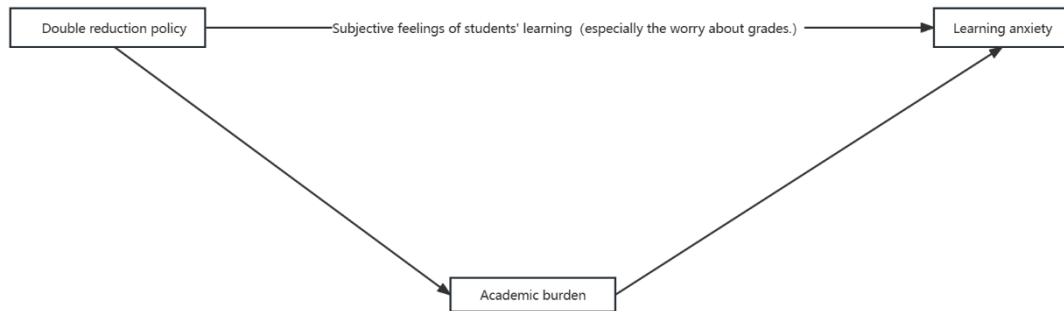 Double reduction policy
Subjective feelings of students' learning（especially the worry about grades.）
Learning anxiety
Academic burden